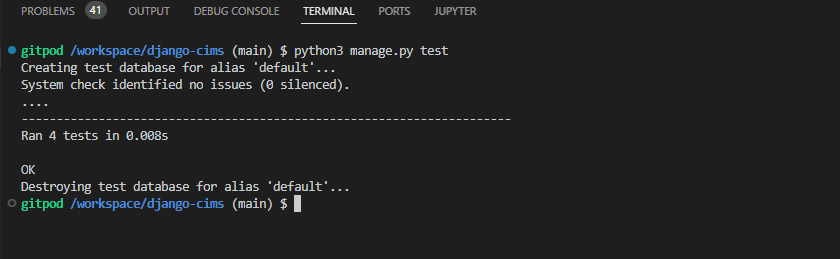 PROBLEMS 41 OUTPUT DEBUG CONSOLE TERMINAL PORTS JUPYTER
gitpod /workspace/django-cims (main) $ python3 manage.py test
Creating test database for alias 'default'...
System check identified no issues (0 silenced).
....
----------------------------------------------------------------------
Ran 4 tests in 0.008s
OK
Destroying test database for alias 'default'...
gitpod /workspace/django-cims (main) $